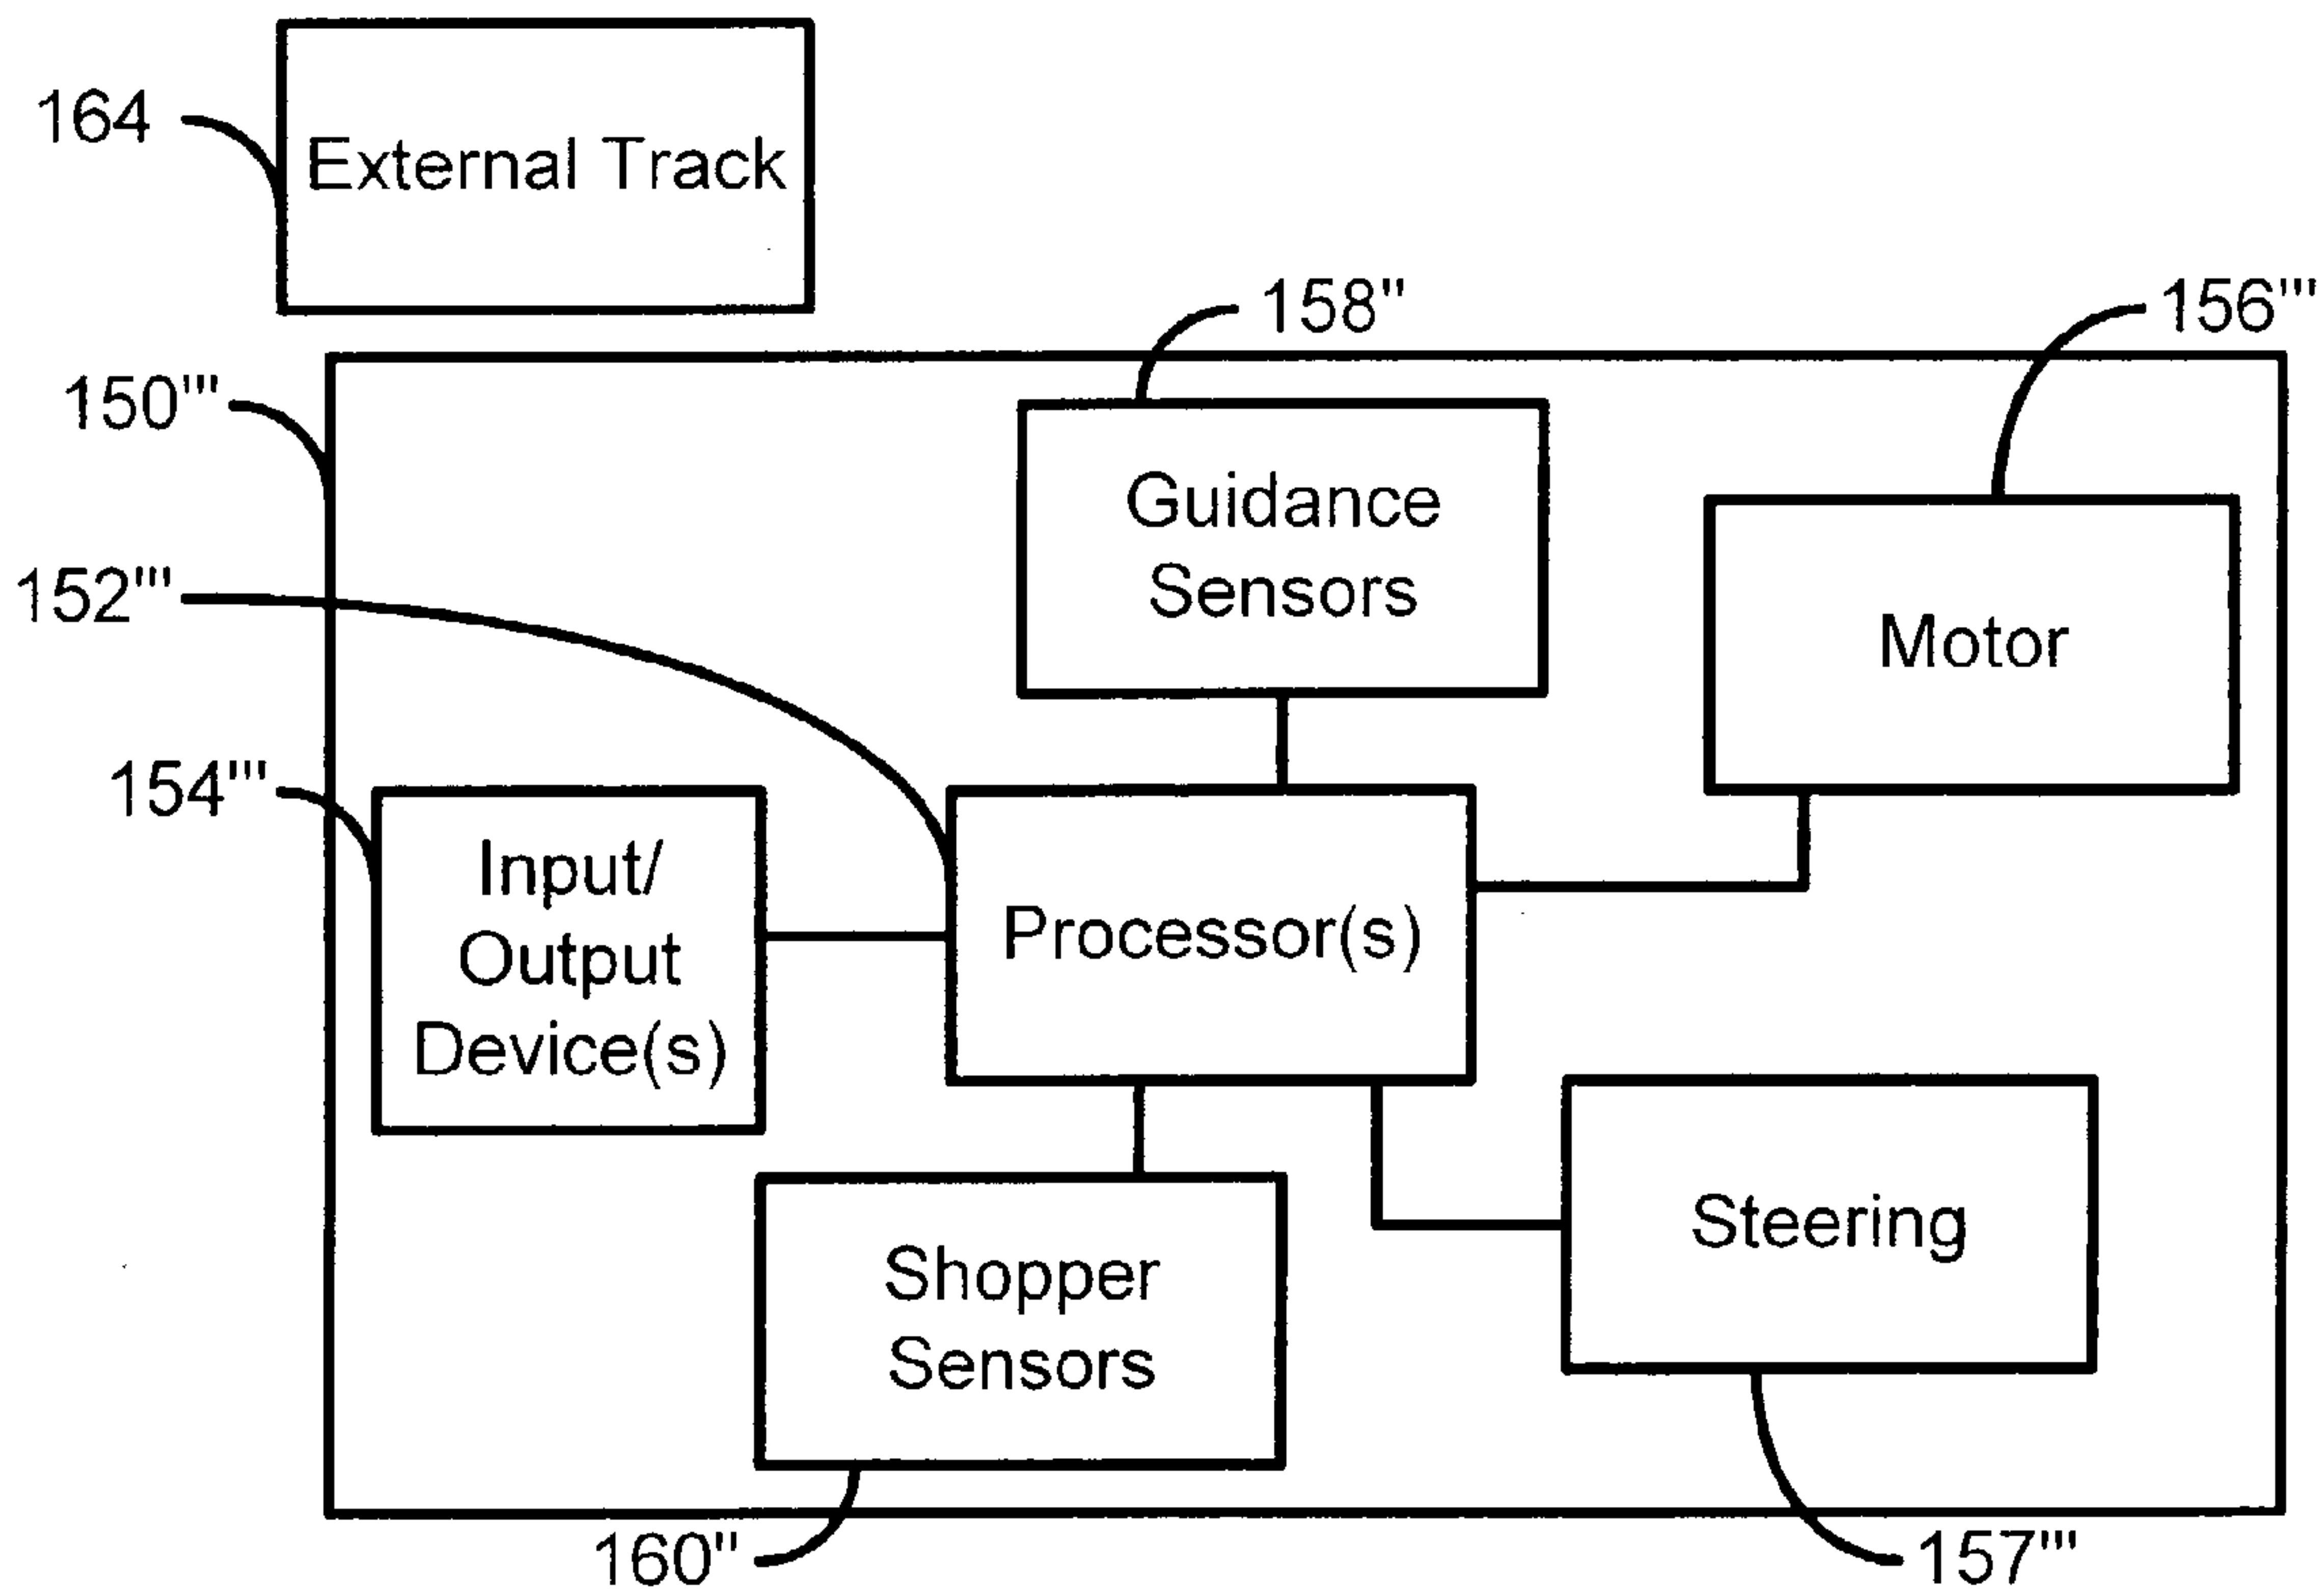 164
External Track
158"
156'"
150'"
Guidance
Sensors
152'"
Motor
154'"
Input/
Output
Device(s)
Processor(s)
Steering
Shopper
Sensors
160"
157'"